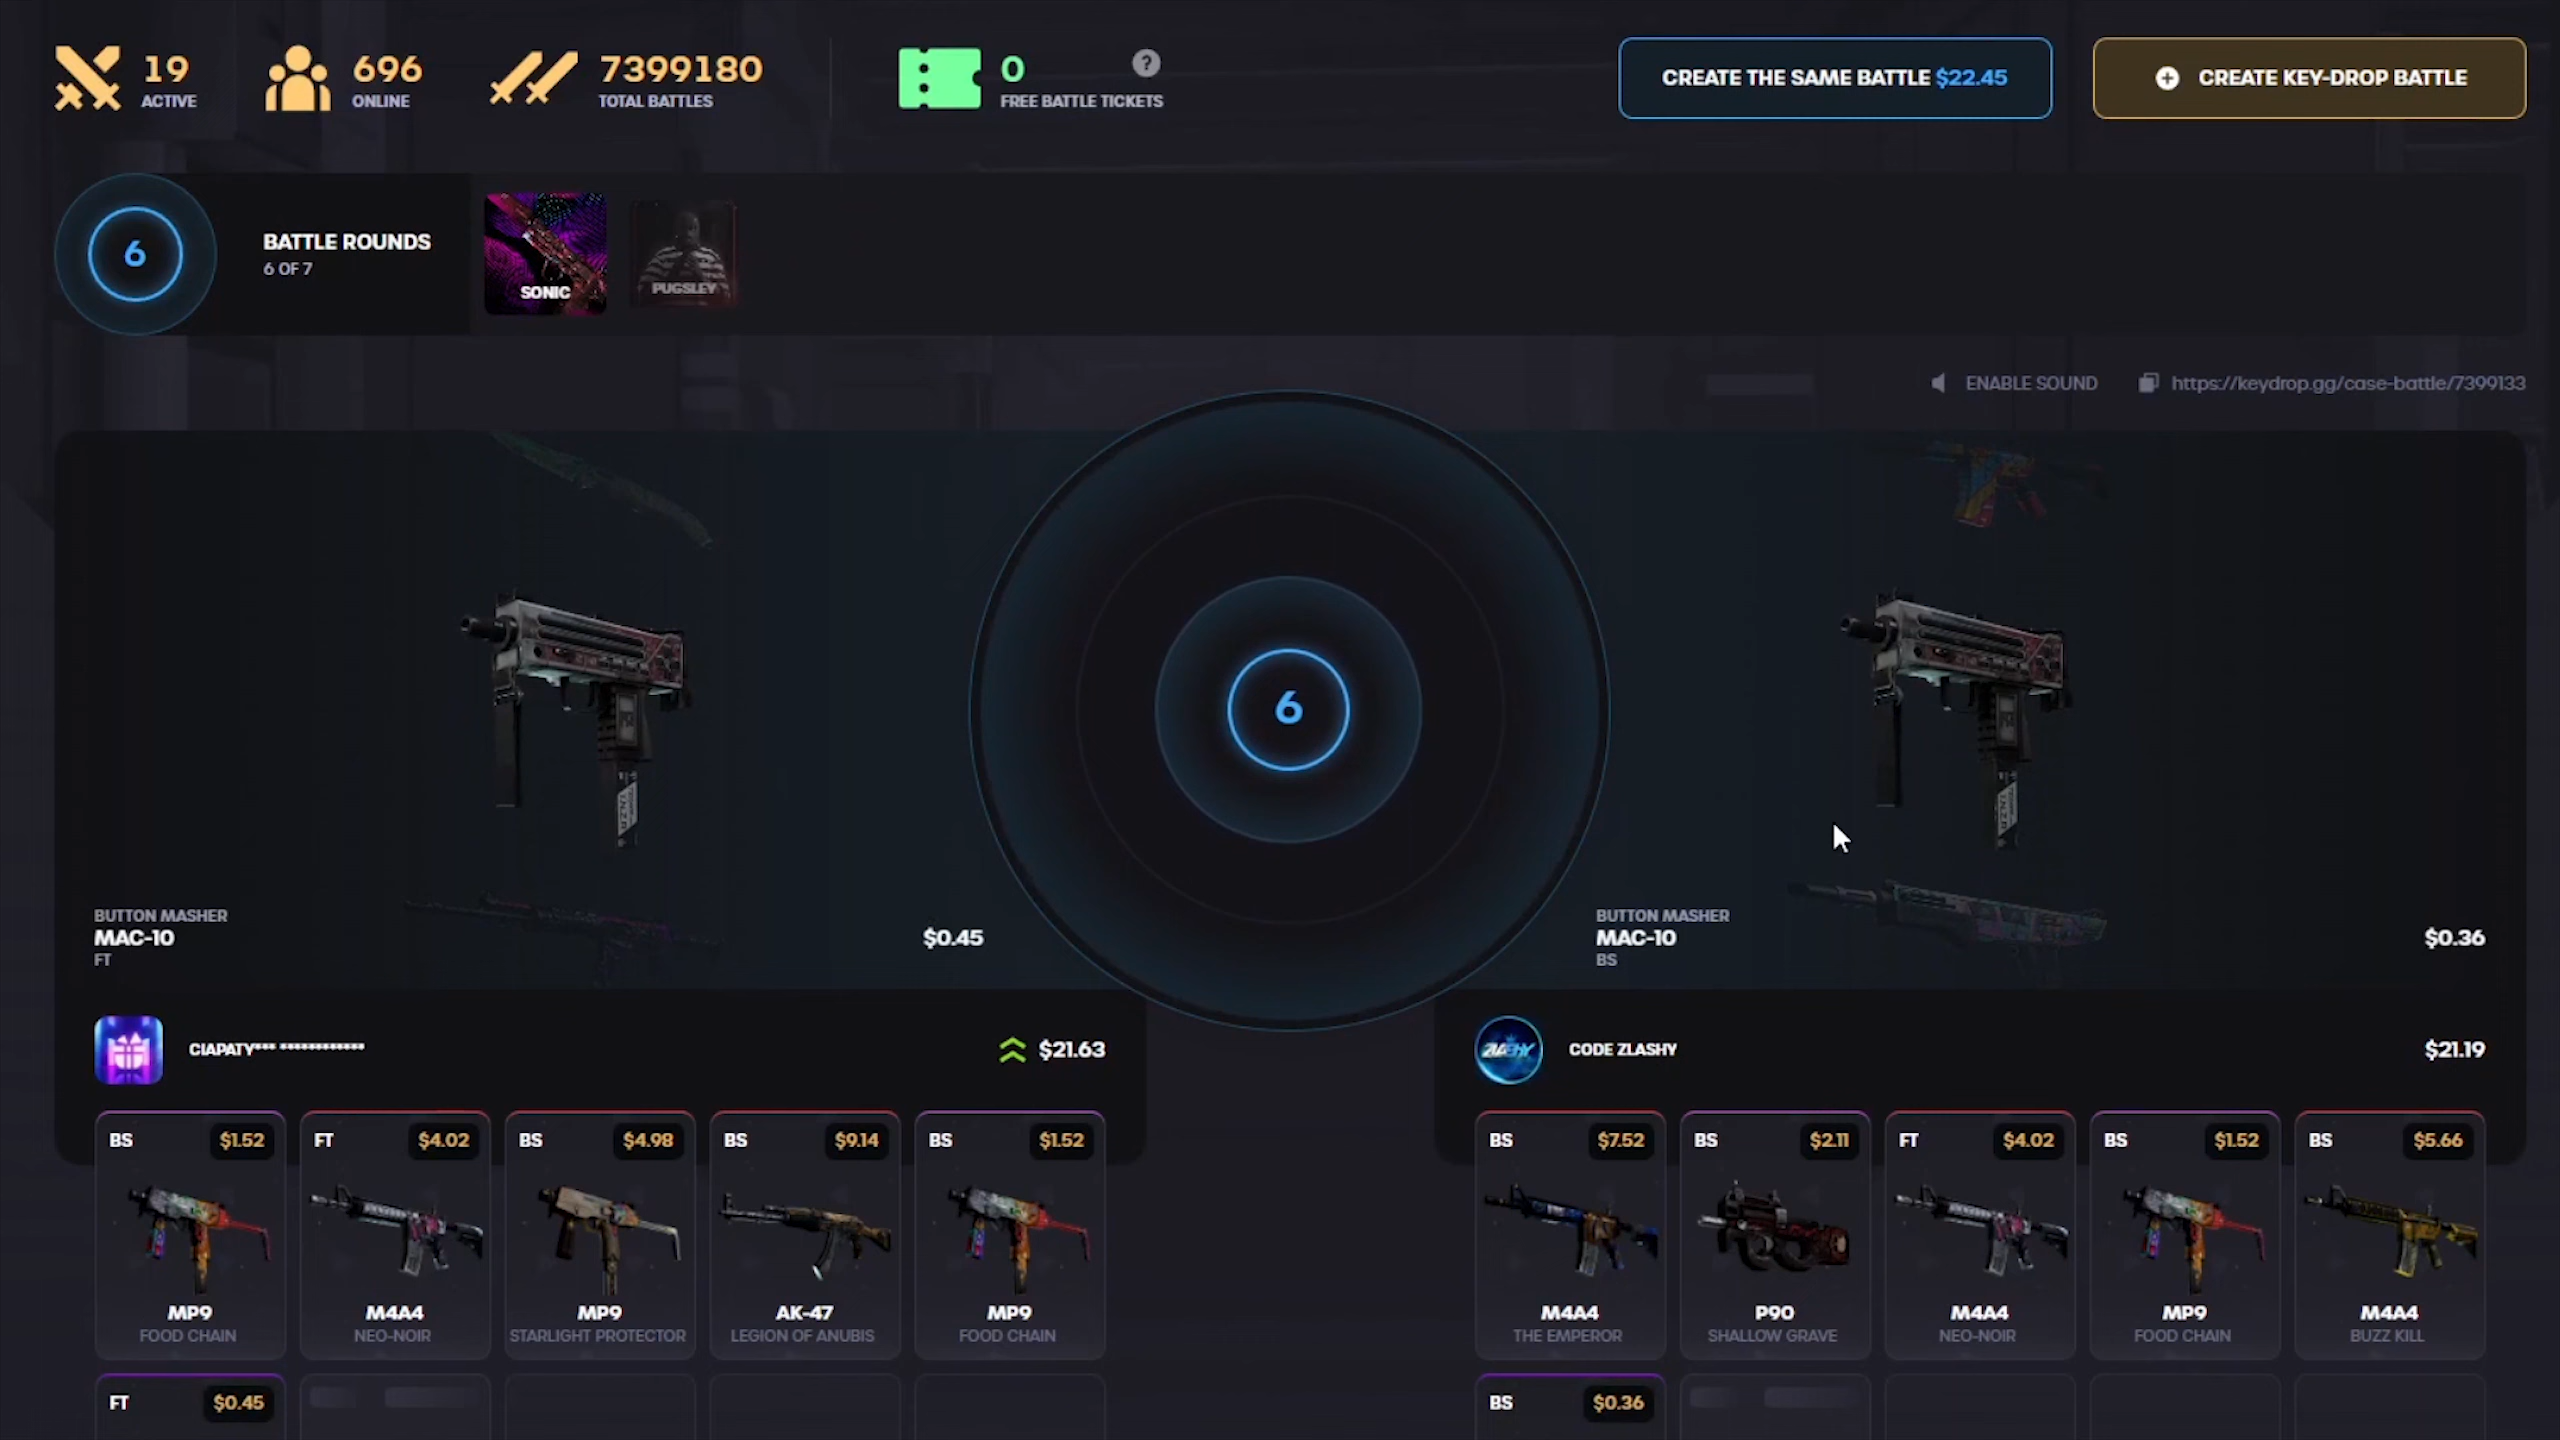 19
ACTIVE
696
ONLINE
7399180
TOTAL BATTLES
0
?
FREE BATTLE TICKETS
CREATE THE SAME BATTLE $22.45
CREATE KEY-DROP BATTLE
6
BATTLE ROUNDS
6 OF 7
SONIC
PUGSLEY
ENABLE SOUND
https://keydrop.gg/case-battle/7399133
6
BUTTON MASHER
MAC-10
FT
$0.45
BUTTON MASHER
MAC-10
BS
$0.36
CIAPATY*** ************
$21.63
ZLASHY
CODE ZLASHY
$21.19
BS $1.52
MP9
FOOD CHAIN
FT $4.02
M4A4
NEO-NOIR
BS $4.98
MP9
STARLIGHT PROTECTOR
BS $9.14
AK-47
LEGION OF ANUBIS
BS $1.52
MP9
FOOD CHAIN
BS $7.52
M4A4
THE EMPEROR
BS $2.11
P90
SHALLOW GRAVE
FT $4.02
M4A4
NEO-NOIR
BS $1.52
MP9
FOOD CHAIN
BS $5.66
M4A4
BUZZ KILL
FT $0.45
BS $0.36